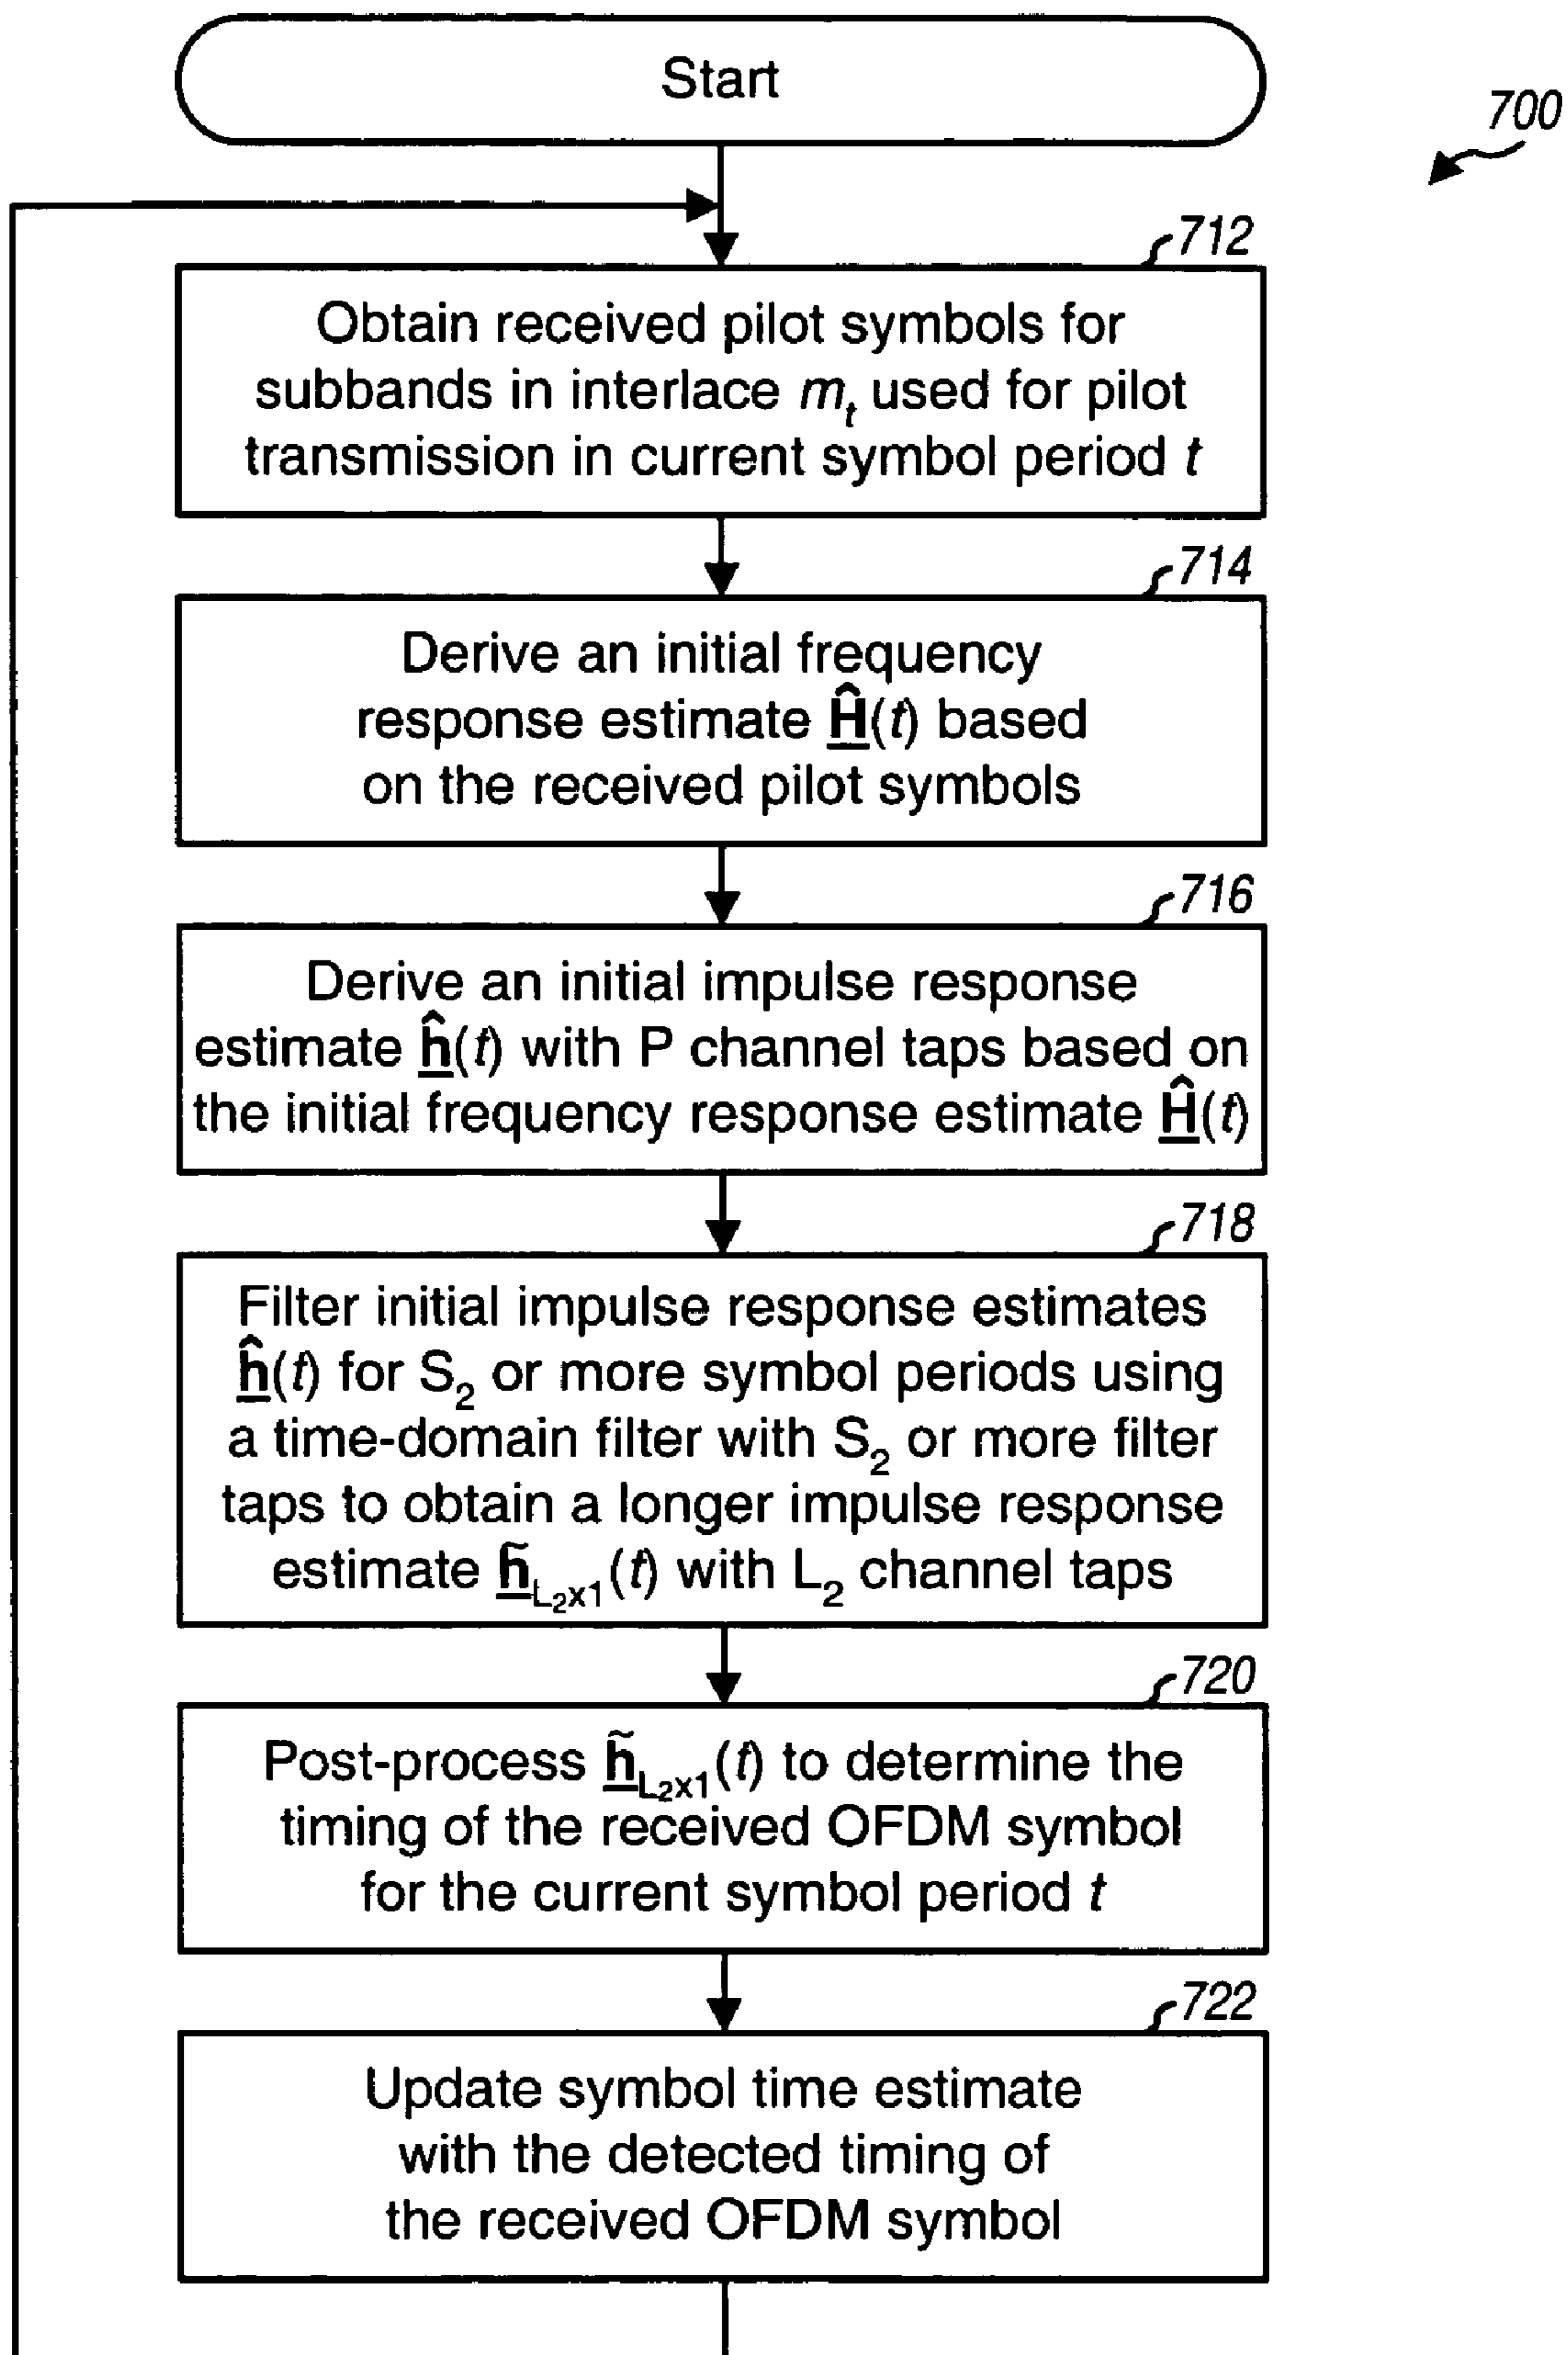 Start
700
712
Obtain received pilot symbols for
subbands in interlace m_t used for pilot
transmission in current symbol period t
714
Derive an initial frequency
response estimate Ĥ(t) based
on the received pilot symbols
716
Derive an initial impulse response
estimate ĥ(t) with P channel taps based on
the initial frequency response estimate Ĥ(t)
718
Filter initial impulse response estimates
ĥ(t) for S₂ or more symbol periods using
a time-domain filter with S₂ or more filter
taps to obtain a longer impulse response
estimate h̃_L₂x1(t) with L₂ channel taps
720
Post-process h̃_L₂x1(t) to determine the
timing of the received OFDM symbol
for the current symbol period t
722
Update symbol time estimate
with the detected timing of
the received OFDM symbol